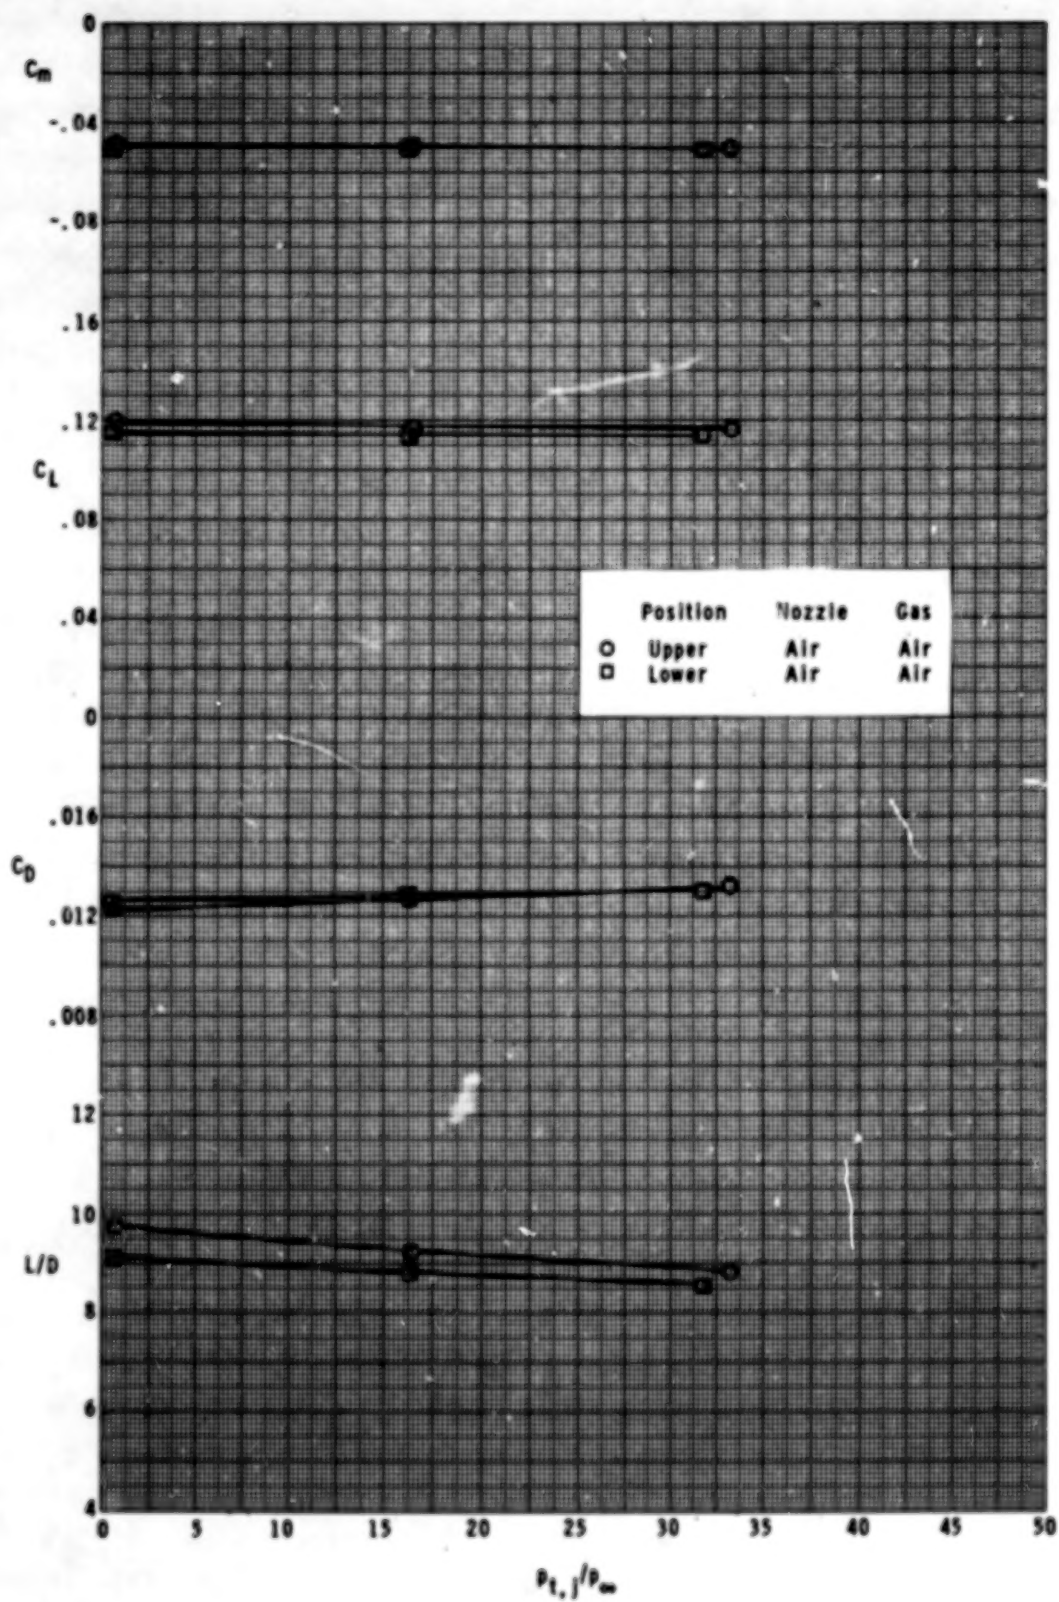 0
Cm
-.04
-.08
.16
.12
CL
.08
.04
0
Position Nozzle Gas
Upper Air Air
Lower Air Air
.016
CD
.012
.008
12
10
L/D
8
6
4
0 5 10 15 20 25 30 35 40 45 50
pt,j/p∞